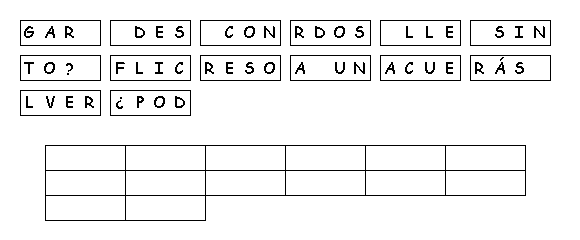 GAR DES CON RDOS LLE SIN
TO? FLIC RESO A UN ACUE RÁS
LVER ¿POD